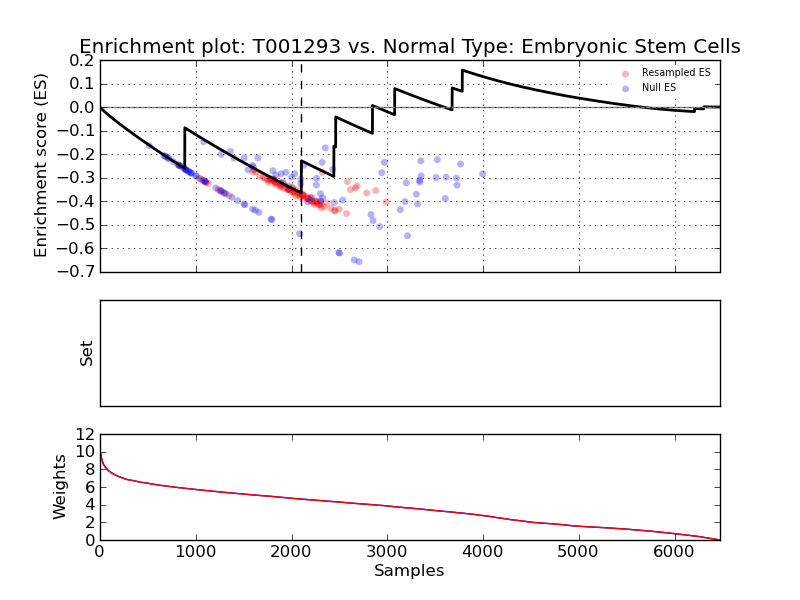 Enrichment plot: T001293 vs. Normal Type: Embryonic Stem Cells
Enrichment score (ES)
0.2
0.1
0.0
−0.1
−0.2
−0.3
−0.4
−0.5
−0.6
−0.7
Resampled ES
Null ES
Set
Weights
12
10
8
6
4
2
0
0 1000 2000 3000 4000 5000 6000
Samples